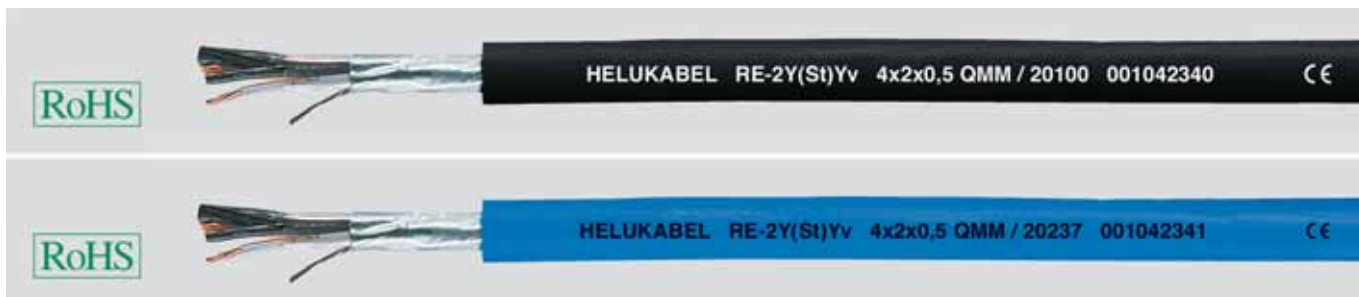 RoHS
HELUKABEL RE-2Y(St)Yv 4x2x0,5 QMM / 20100 001042340 CE
RoHS
HELUKABEL RE-2Y(St)Yv 4x2x0,5 QMM / 20237 001042341 CE